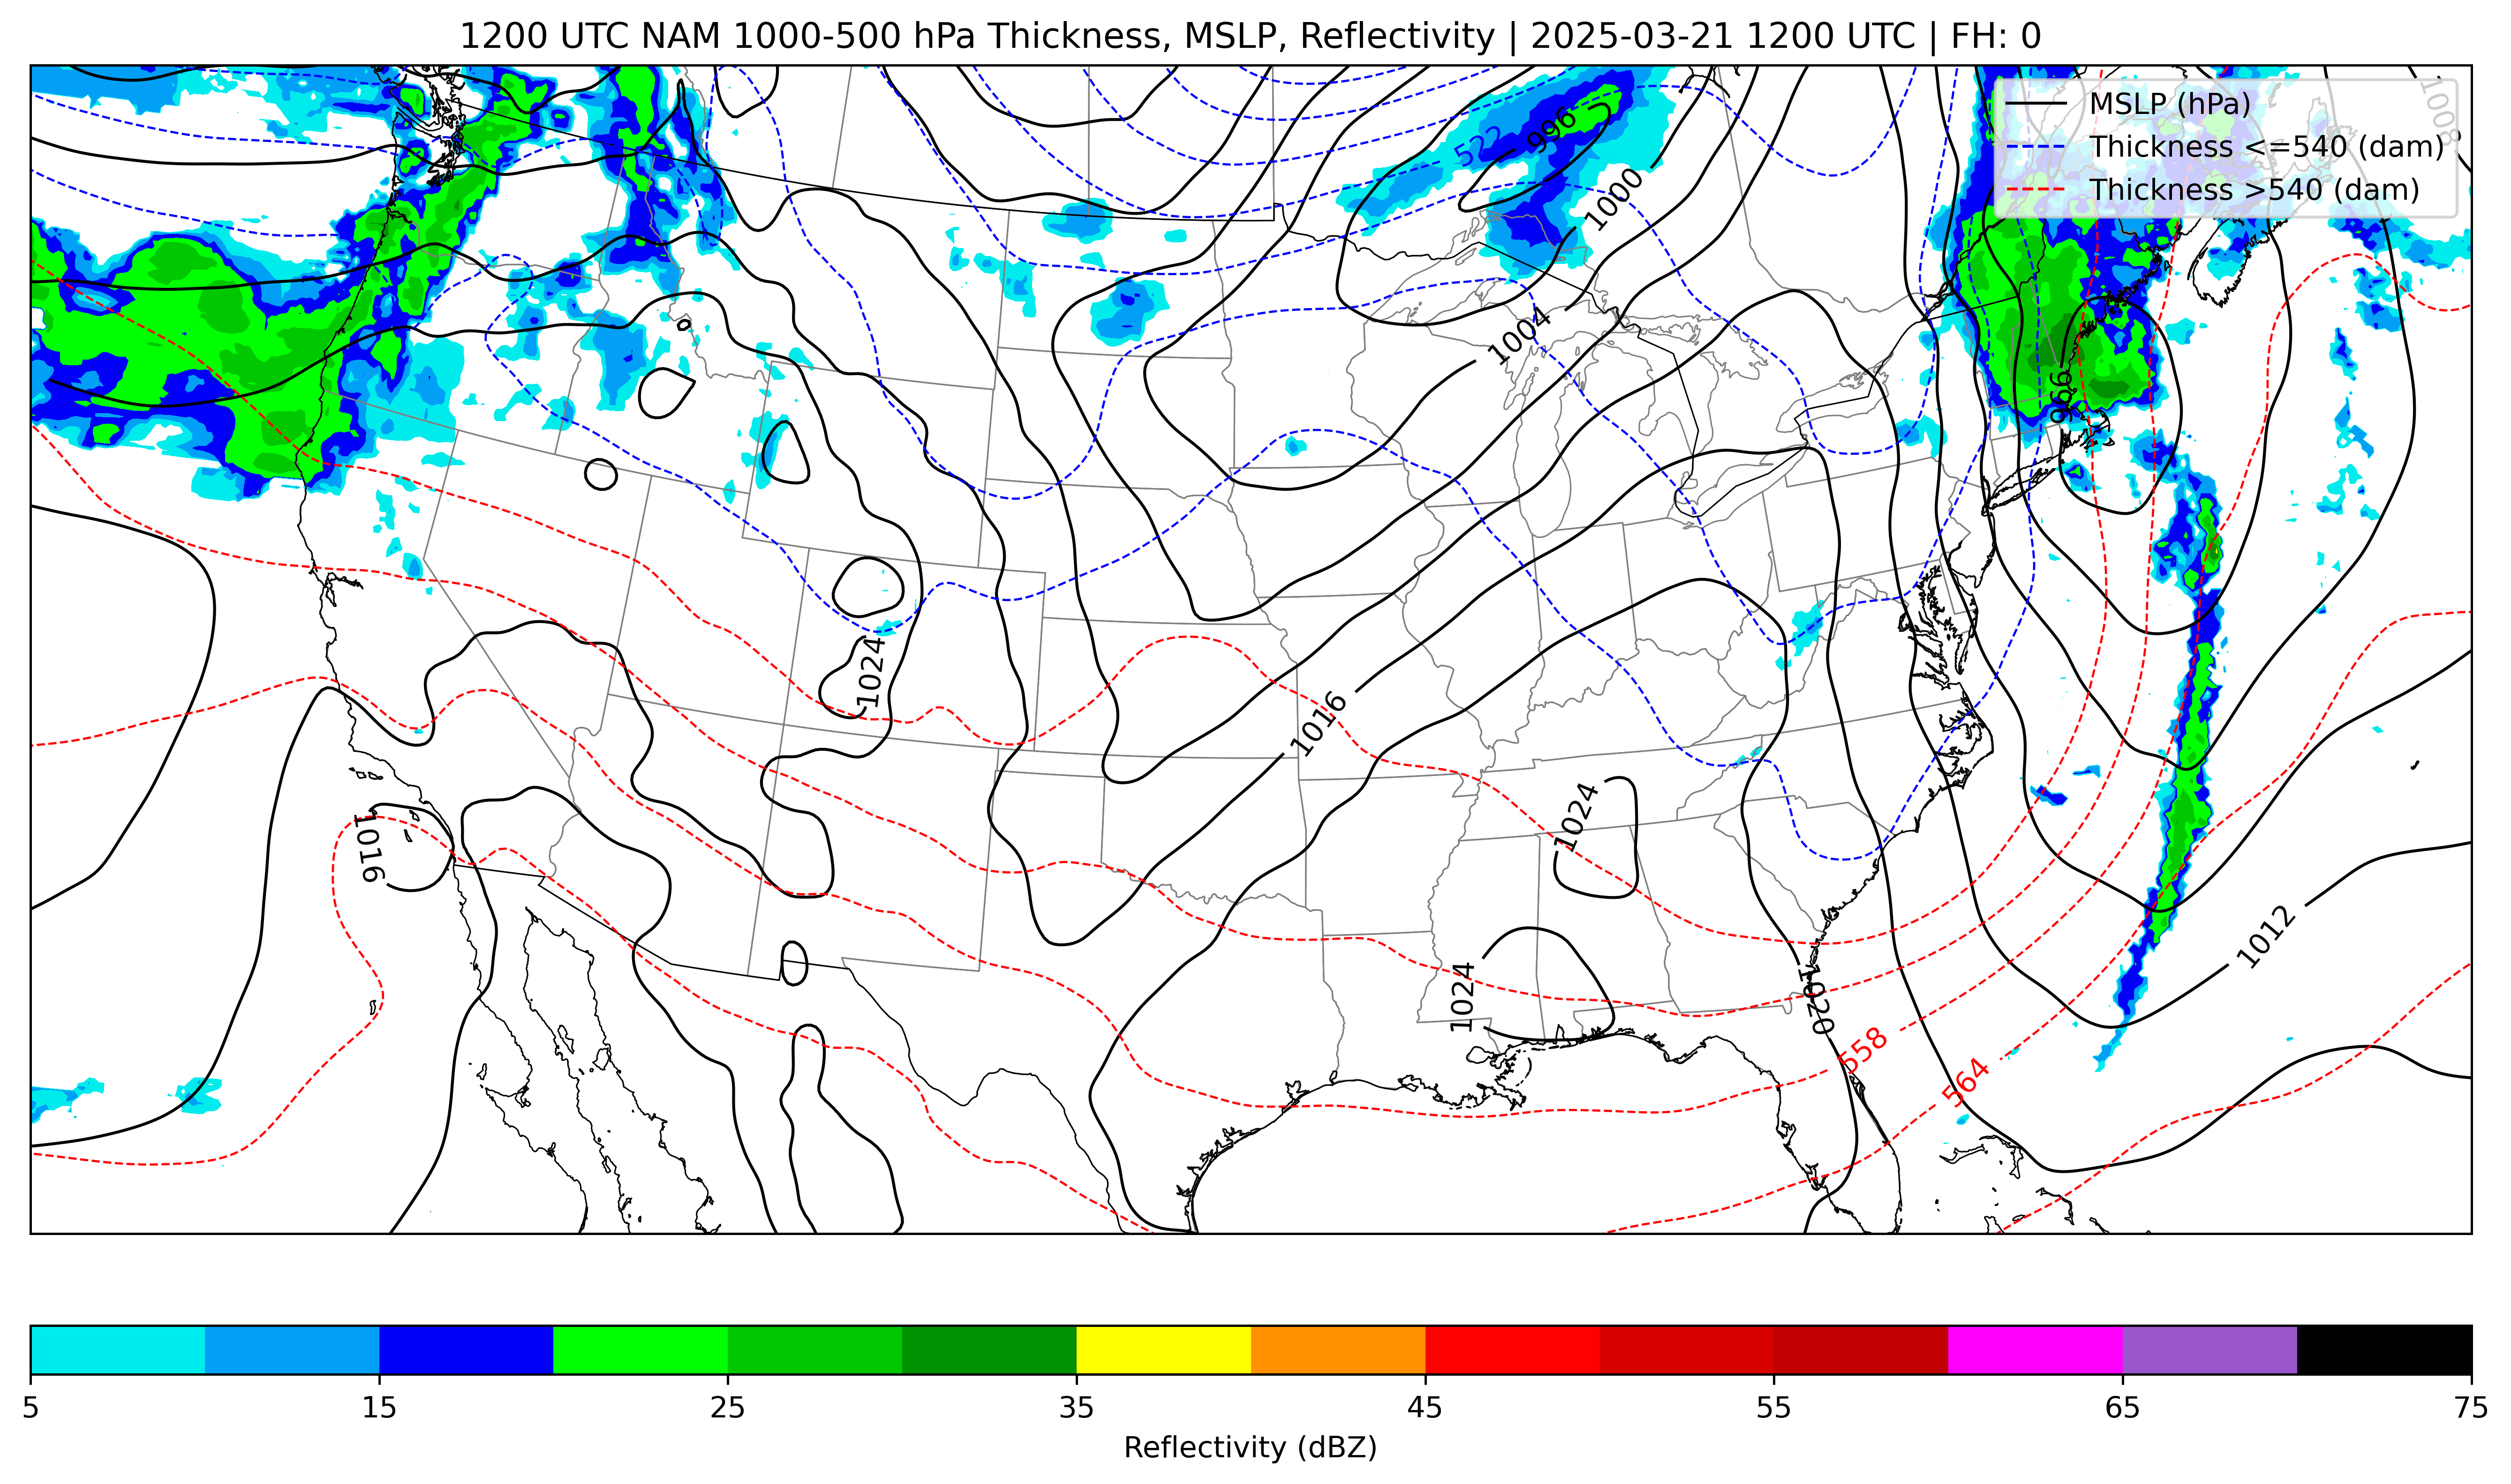 1200 UTC NAM 1000-500 hPa Thickness, MSLP, Reflectivity | 2025-03-21 1200 UTC | FH: 0
MSLP (hPa)
Thickness <=540 (dam)
Thickness >540 (dam)
1008
522
996
1000
1004
996
1024
1016
1024
1016
1024
1020
1012
558
564
5 15 25 35 45 55 65 75
Reflectivity (dBZ)